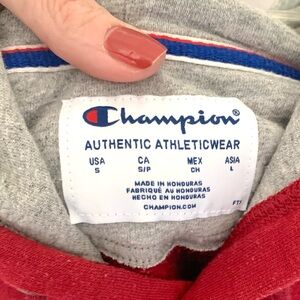 Champion
AUTHENTIC ATHLETICWEAR
USA CA MEX ASIA
S S/P CH L
MADE IN HONDURAS
FABRIQUÉ AU HONDURAS
HECHO EN HONDURAS
CHAMPION.COM
FT1